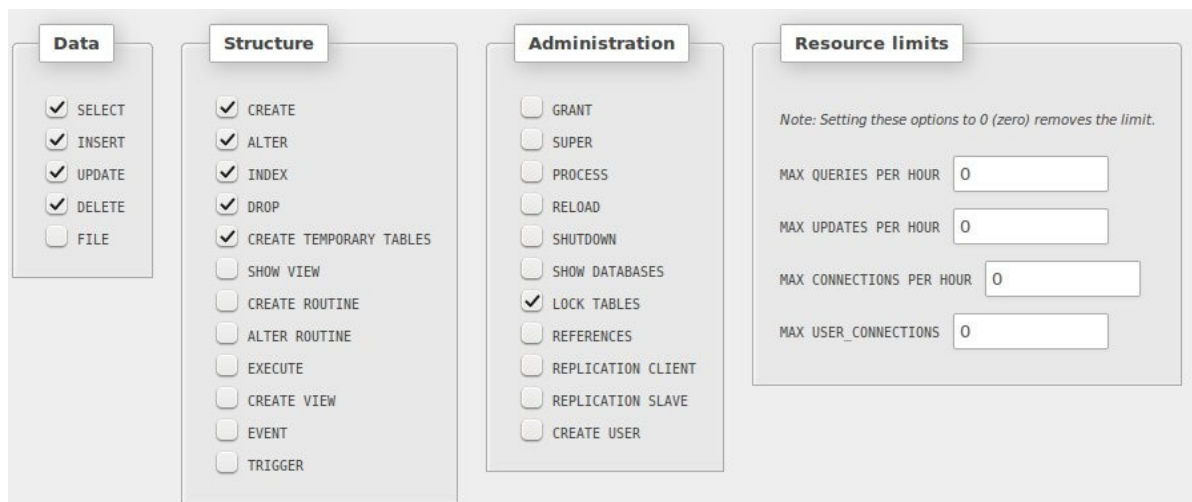 Data
SELECT
INSERT
UPDATE
DELETE
FILE
Structure
CREATE
ALTER
INDEX
DROP
CREATE TEMPORARY TABLES
SHOW VIEW
CREATE ROUTINE
ALTER ROUTINE
EXECUTE
CREATE VIEW
EVENT
TRIGGER
Administration
GRANT
SUPER
PROCESS
RELOAD
SHUTDOWN
SHOW DATABASES
LOCK TABLES
REFERENCES
REPLICATION CLIENT
REPLICATION SLAVE
CREATE USER
Resource limits
Note: Setting these options to 0 (zero) removes the limit.
MAX QUERIES PER HOUR 0
MAX UPDATES PER HOUR 0
MAX CONNECTIONS PER HOUR 0
MAX USER_CONNECTIONS 0